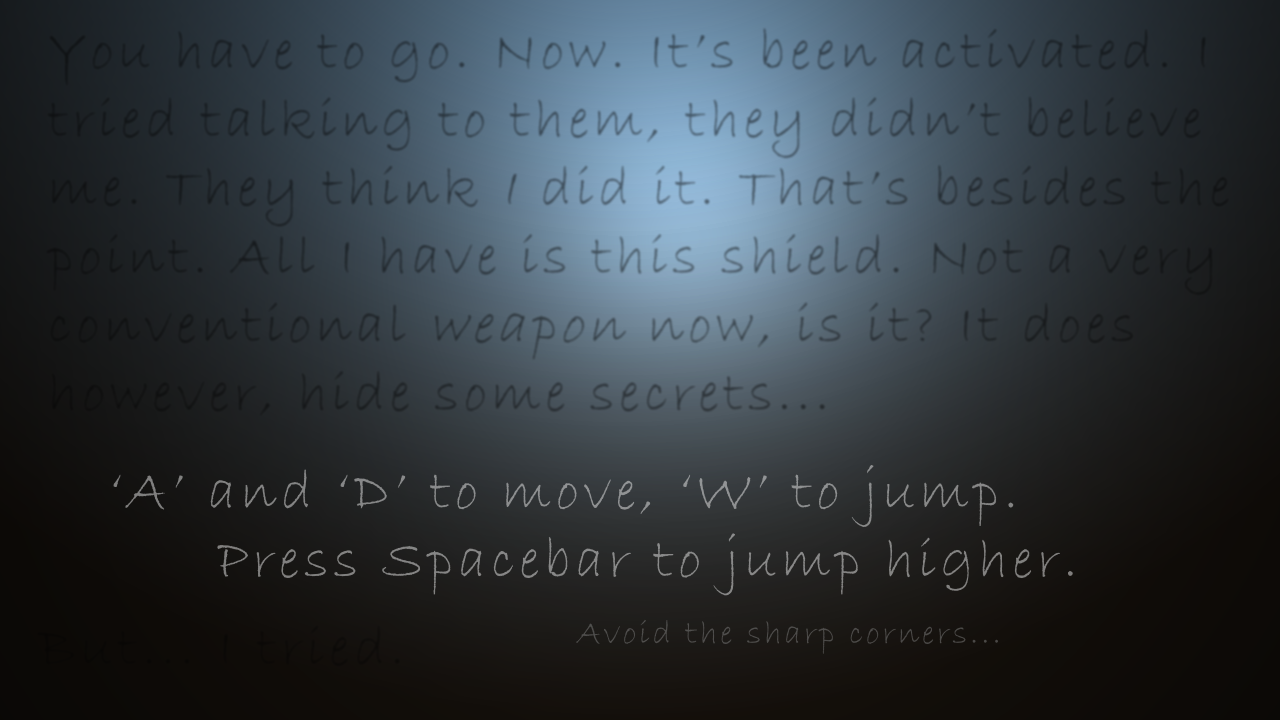 You have to go. Now. It's been activated. I
tried talking to them, they didn't believe
me. They think I did it. That's besides the
point. All I have is this shield. Not a very
conventional weapon now, is it? It does
however, hide some secrets...
‘A’ and ‘D’ to move, ‘W’ to jump.
Press Spacebar to jump higher.
Avoid the sharp corners...
But... I tried.